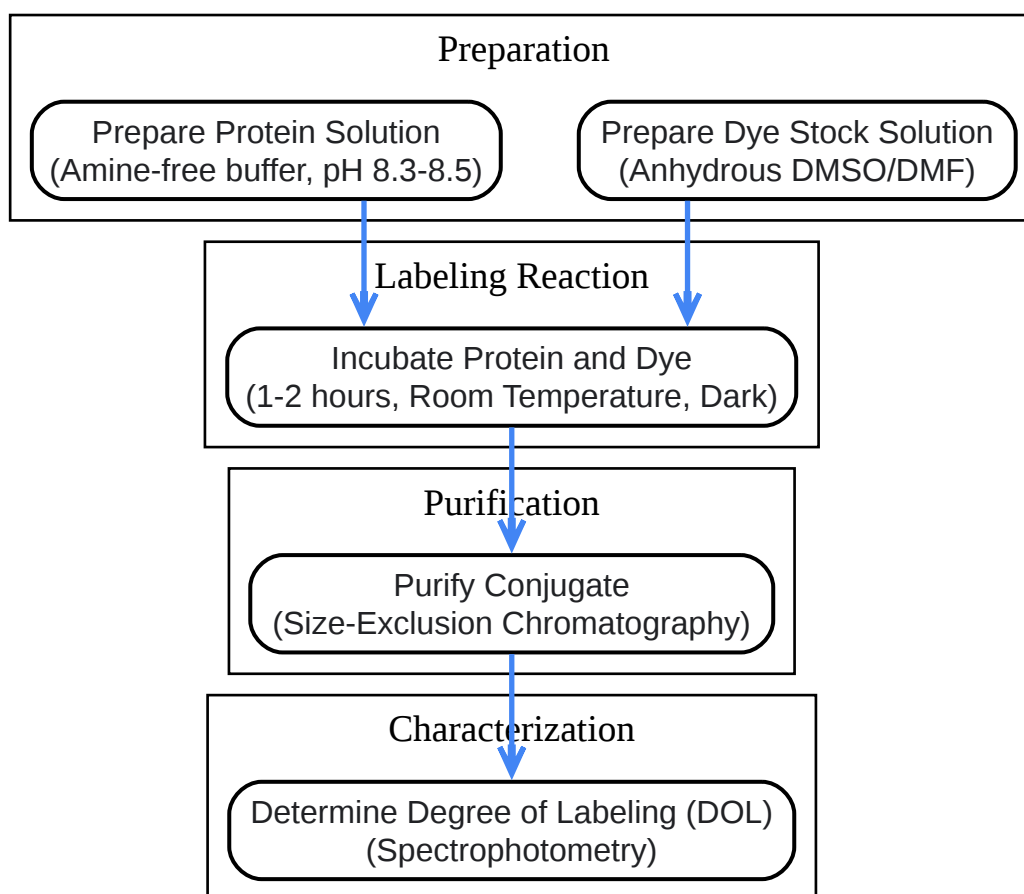 Preparation
Prepare Protein Solution
(Amine-free buffer, pH 8.3-8.5)
Prepare Dye Stock Solution
(Anhydrous DMSO/DMF)
Labeling Reaction
Incubate Protein and Dye
(1-2 hours, Room Temperature, Dark)
Purification
Purify Conjugate
(Size-Exclusion Chromatography)
Characterization
Determine Degree of Labeling (DOL)
(Spectrophotometry)